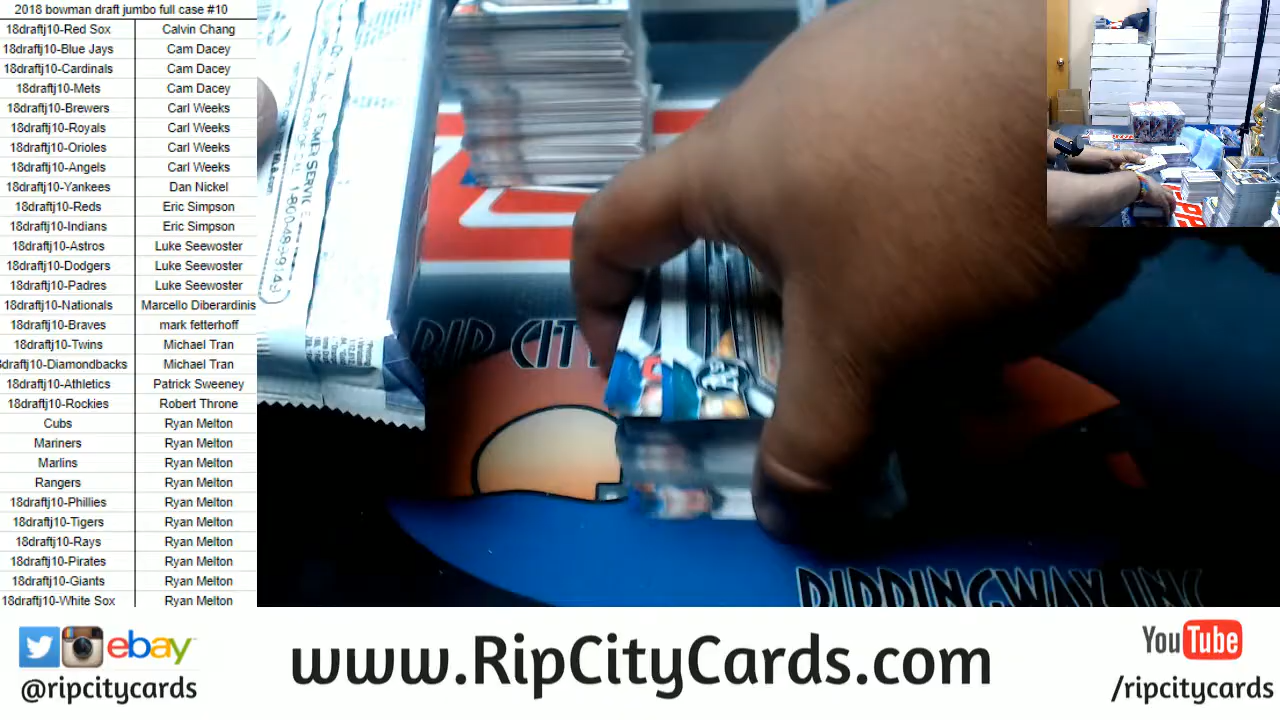 2018 bowman draft jumbo full case #10
18draftj10-Red Sox Calvin Chang
18draftj10-Blue Jays Cam Dacey
18draftj10-Cardinals Cam Dacey
18draftj10-Mets Cam Dacey
18draftj10-Brewers Carl Weeks
18draftj10-Royals Carl Weeks
18draftj10-Orioles Carl Weeks
18draftj10-Angels Carl Weeks
18draftj10-Yankees Dan Nickel
18draftj10-Reds Eric Simpson
18draftj10-Indians Eric Simpson
18draftj10-Astros Luke Seewoster
18draftj10-Dodgers Luke Seewoster
18draftj10-Padres Luke Seewoster
18draftj10-Nationals Marcello Diberardinis
18draftj10-Braves mark fetterhoff
18draftj10-Twins Michael Tran
draftj10-Diamondbacks Michael Tran
18draftj10-Athletics Patrick Sweeney
18draftj10-Rockies Robert Throne
Cubs Ryan Melton
Mariners Ryan Melton
Marlins Ryan Melton
Rangers Ryan Melton
18draftj10-Phillies Ryan Melton
18draftj10-Tigers Ryan Melton
18draftj10-Rays Ryan Melton
18draftj10-Pirates Ryan Melton
18draftj10-Giants Ryan Melton
18draftj10-White Sox Ryan Melton
RIP CITY
RIPPINGWAX INC
ebay
@ripcitycards
www.RipCityCards.com
YouTube
/ripcitycards